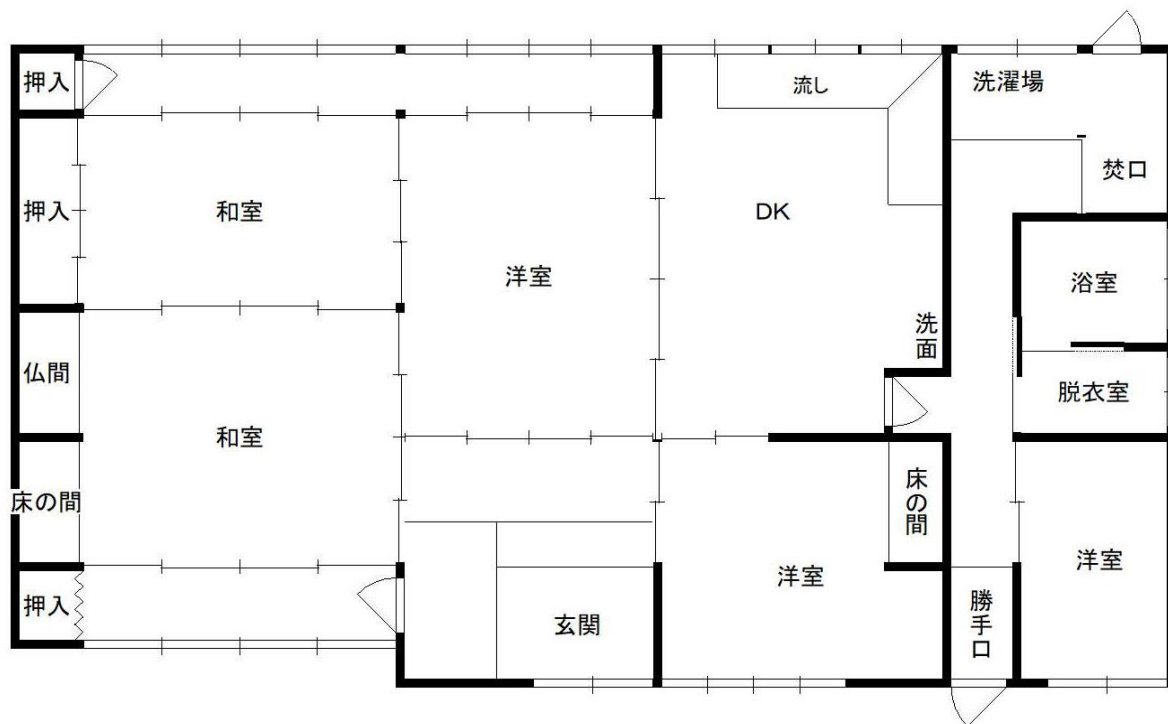 押入
流し
洗濯場
焚口
押入
和室
DK
洋室
浴室
洗面
仏間
脱衣室
和室
床の間
床の間
洋室
洋室
押入
玄関
勝手口